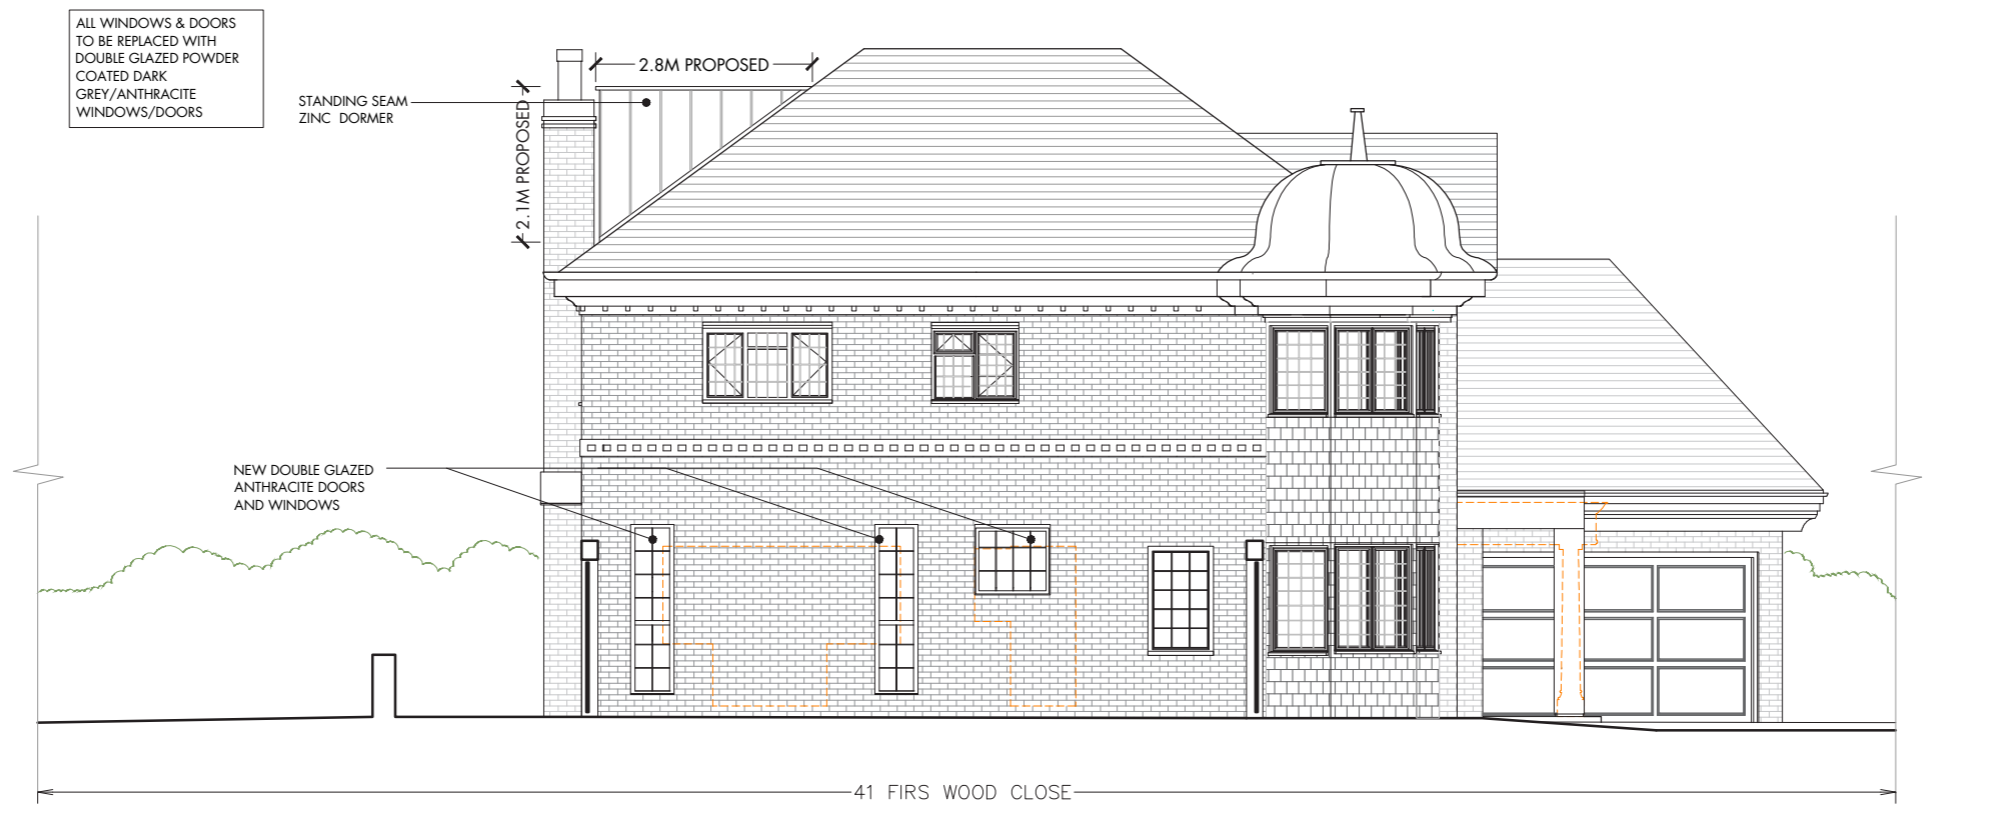 ALL WINDOWS & DOORS
TO BE REPLACED WITH
DOUBLE GLAZED POWDER
COATED DARK
GREY/ANTHRACITE
WINDOWS/DOORS
2.8M PROPOSED
STANDING SEAM
ZINC DORMER
2.1M PROPOSED
NEW DOUBLE GLAZED
ANTHRACITE DOORS
AND WINDOWS
41 FIRS WOOD CLOSE